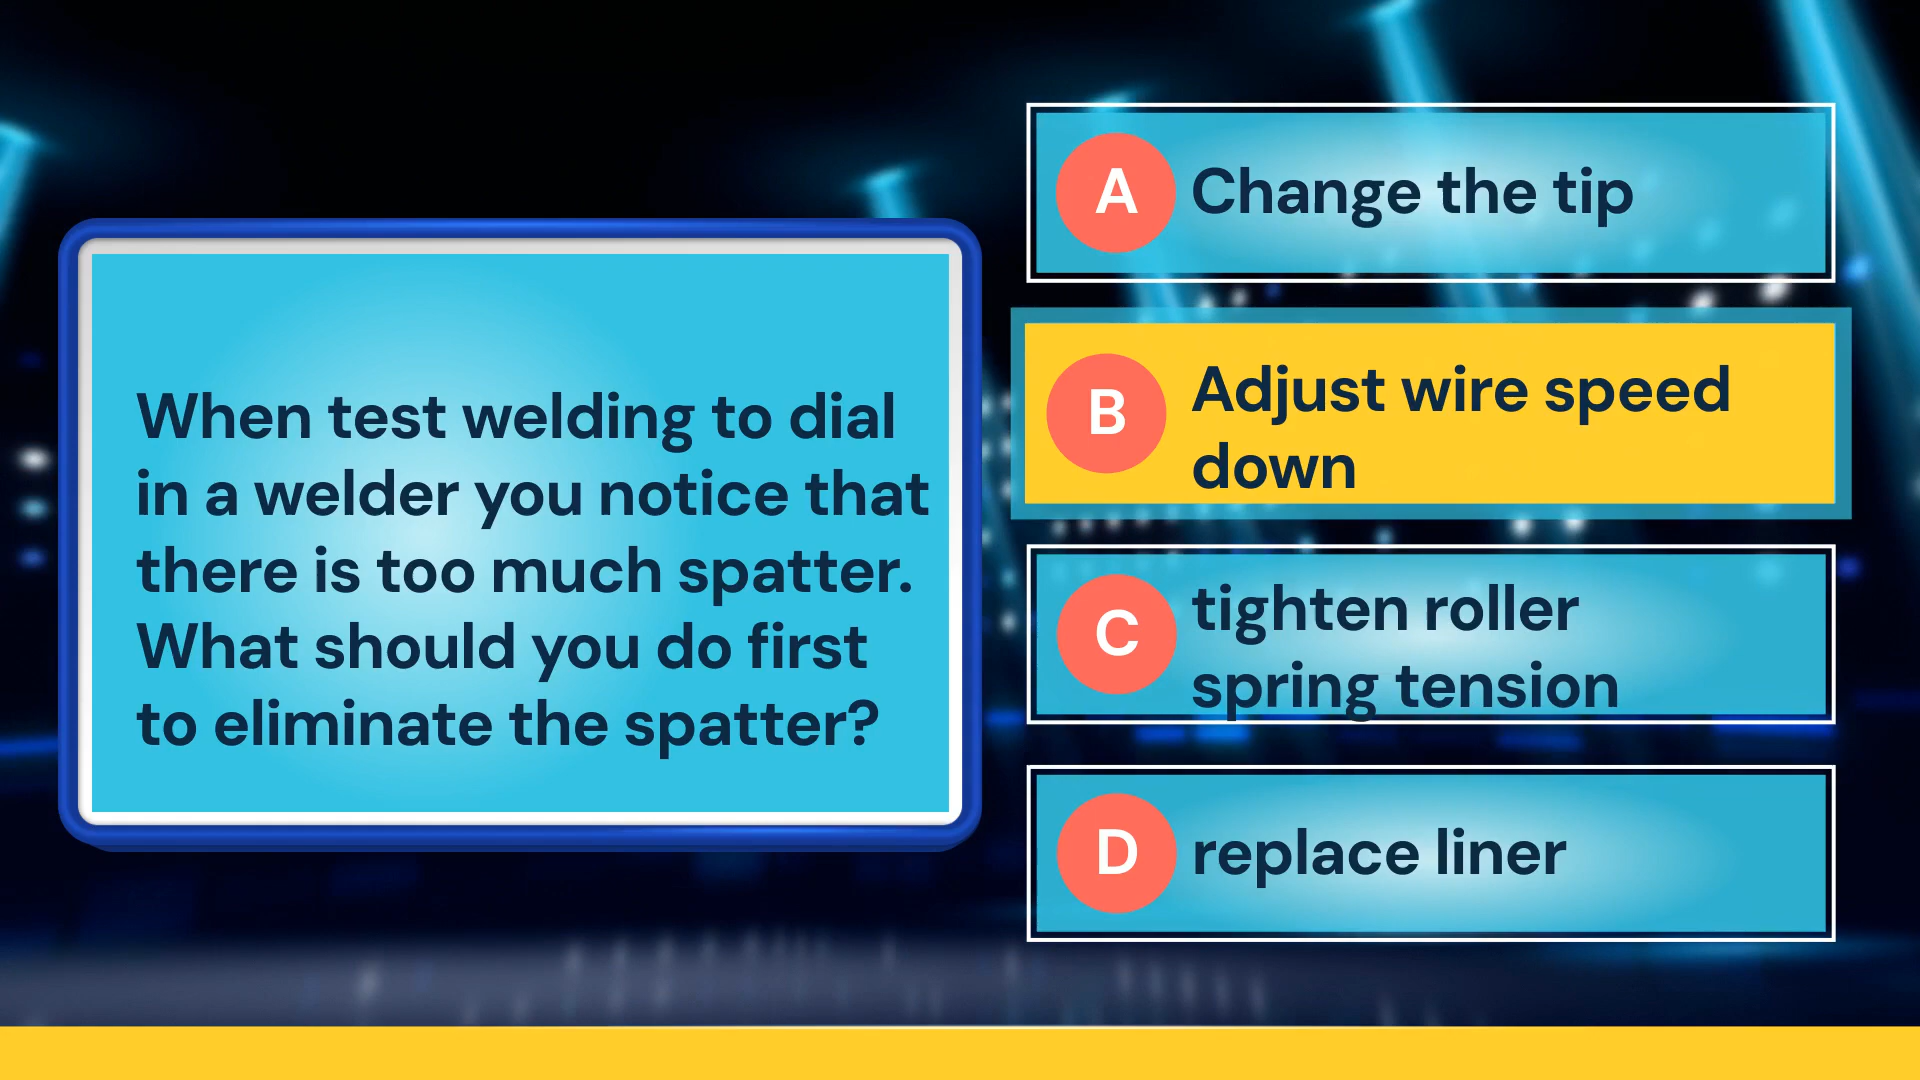 When test welding to dial
in a welder you notice that
there is too much spatter.
What should you do first
to eliminate the spatter?
A Change the tip
B Adjust wire speed
down
C tighten roller
spring tension
D replace liner